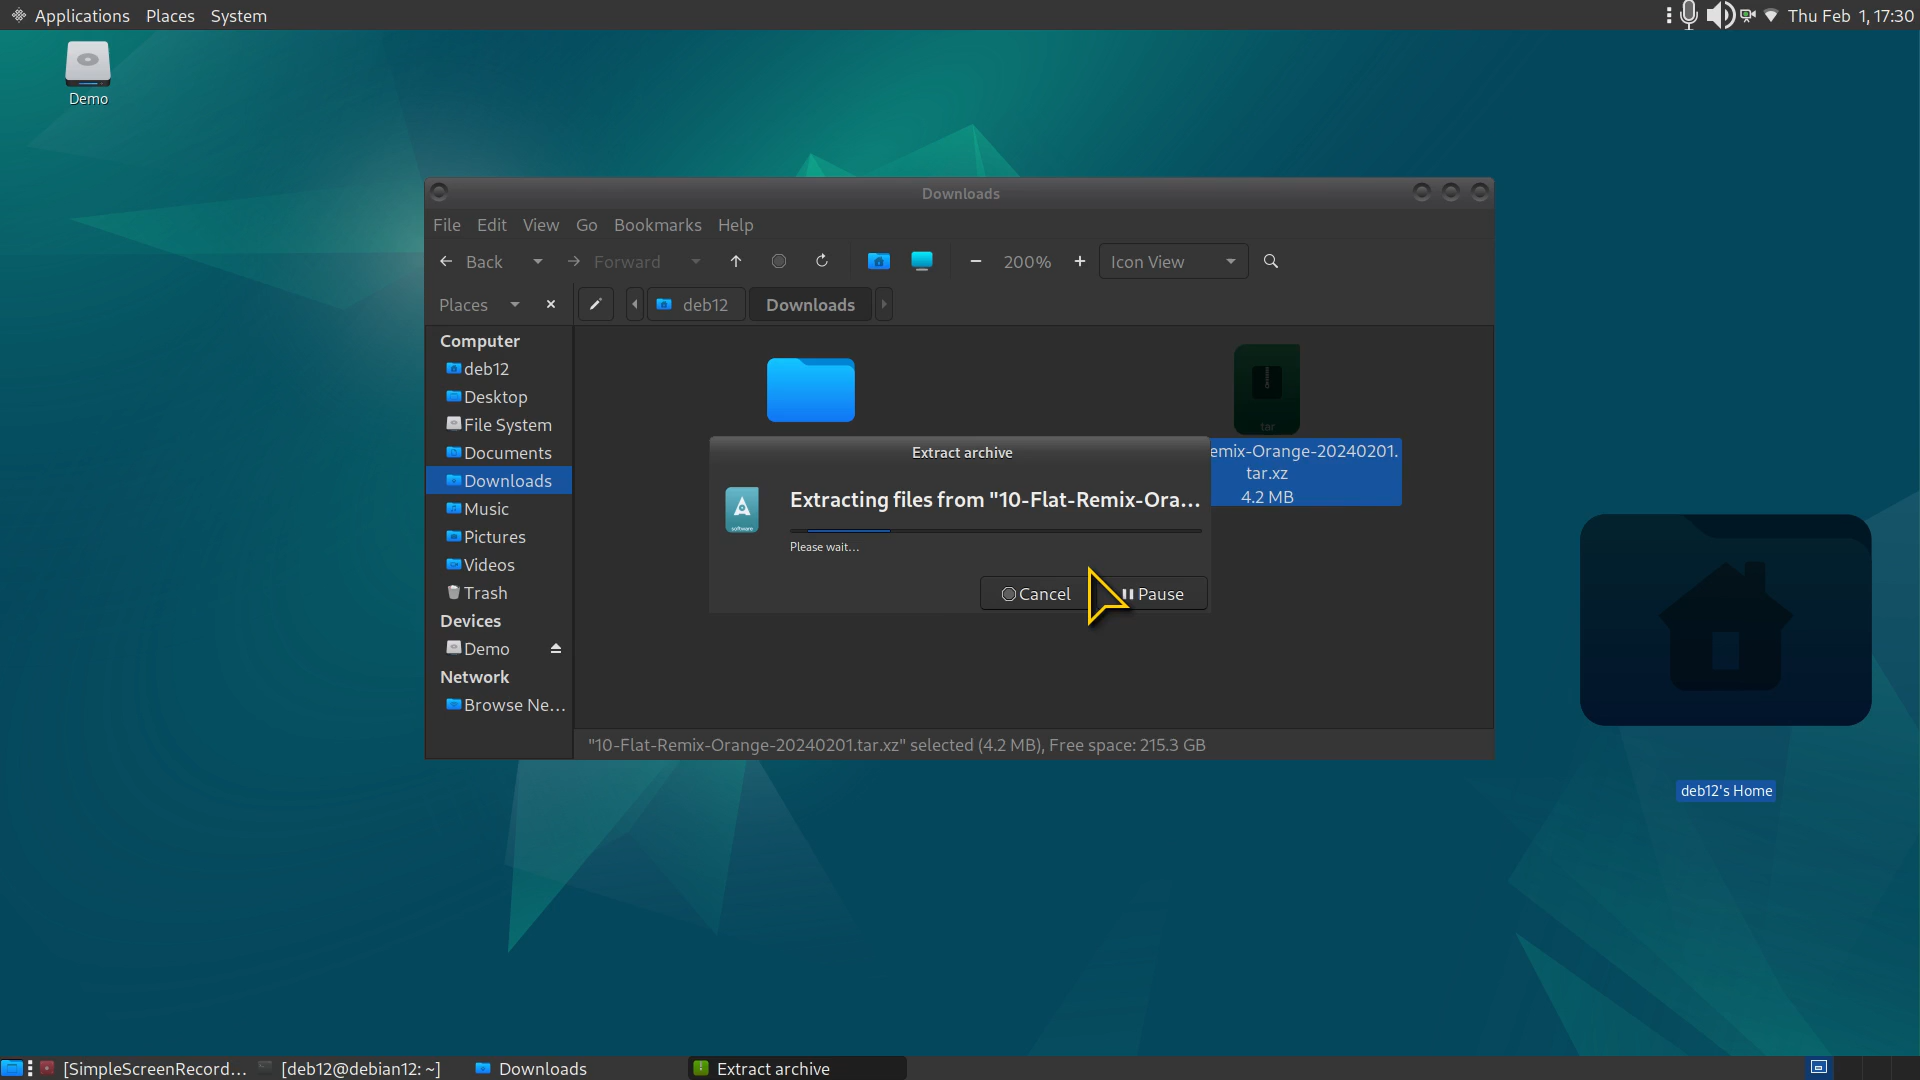 Applications Places System
Thu Feb 1, 17:30
Demo
Downloads
File Edit View Go Bookmarks Help
Back Forward 200% Icon View
Places deb12 Downloads
Computer
deb12
Desktop
File System
Documents
Downloads
Music
Pictures
Videos
Trash
Devices
Demo
Network
Browse Ne...
tar
emix-Orange-20240201.
tar.xz
4.2 MB
Extract archive
Extracting files from "10-Flat-Remix-Ora...
software
Please wait...
Cancel Pause
"10-Flat-Remix-Orange-20240201.tar.xz" selected (4.2 MB), Free space: 215.3 GB
deb12's Home
[SimpleScreenRecord... [deb12@debian12: ~] Downloads Extract archive